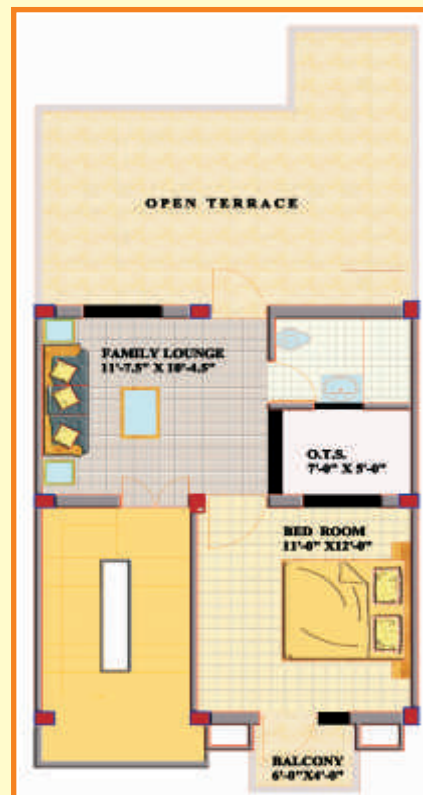 OPEN TERRACE
FAMILY LOUNGE
11'-7.5" X 10'-4.5"
O.T.S.
7'-0" X 5'-0"
BED ROOM
11'-0" X12'-0"
BALCONY
6'-0"X4'-0"